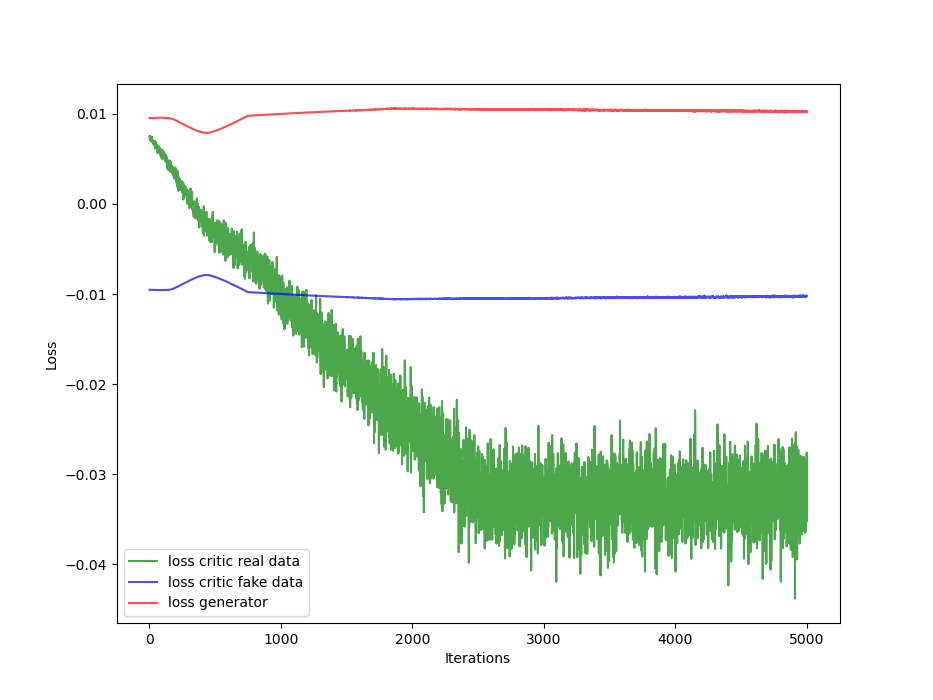 0.01
0.00
−0.01
−0.02
−0.03
−0.04
Loss
loss critic real data
loss critic fake data
loss generator
0 1000 2000 3000 4000 5000
Iterations